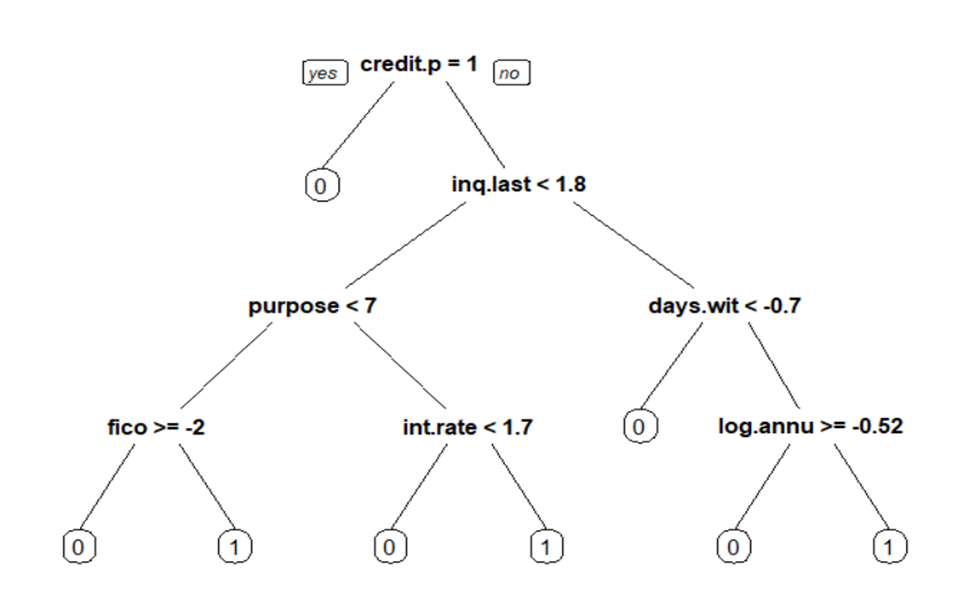 yes credit.p = 1 no
0 inq.last < 1.8
purpose < 7 days.wit < -0.7
fico >= -2 int.rate < 1.7 0 log.annu >= -0.52
0 1 0 1 0 1